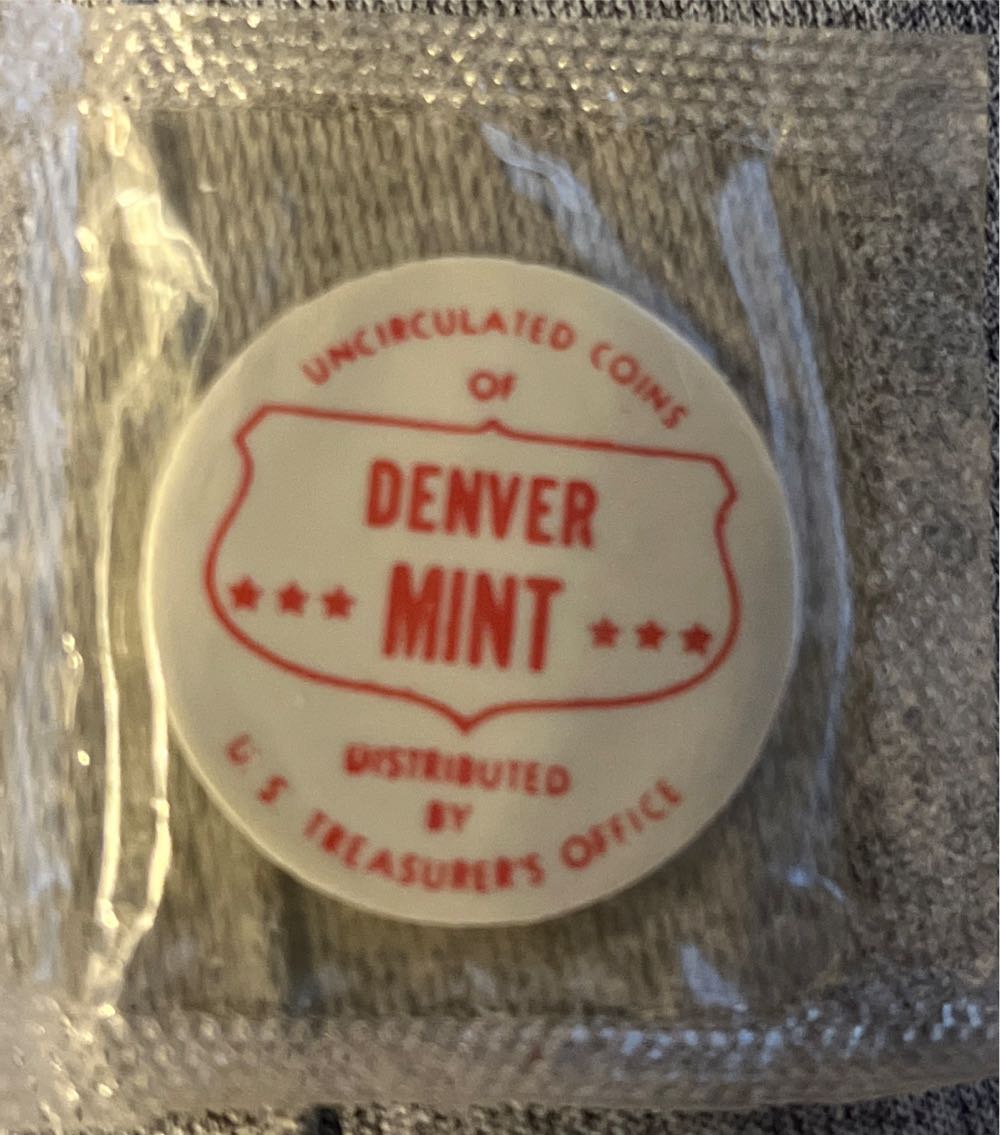 UNCIRCULATED COINS
OF
DENVER
MINT
DISTRIBUTED
BY
U. S. TREASURER'S OFFICE